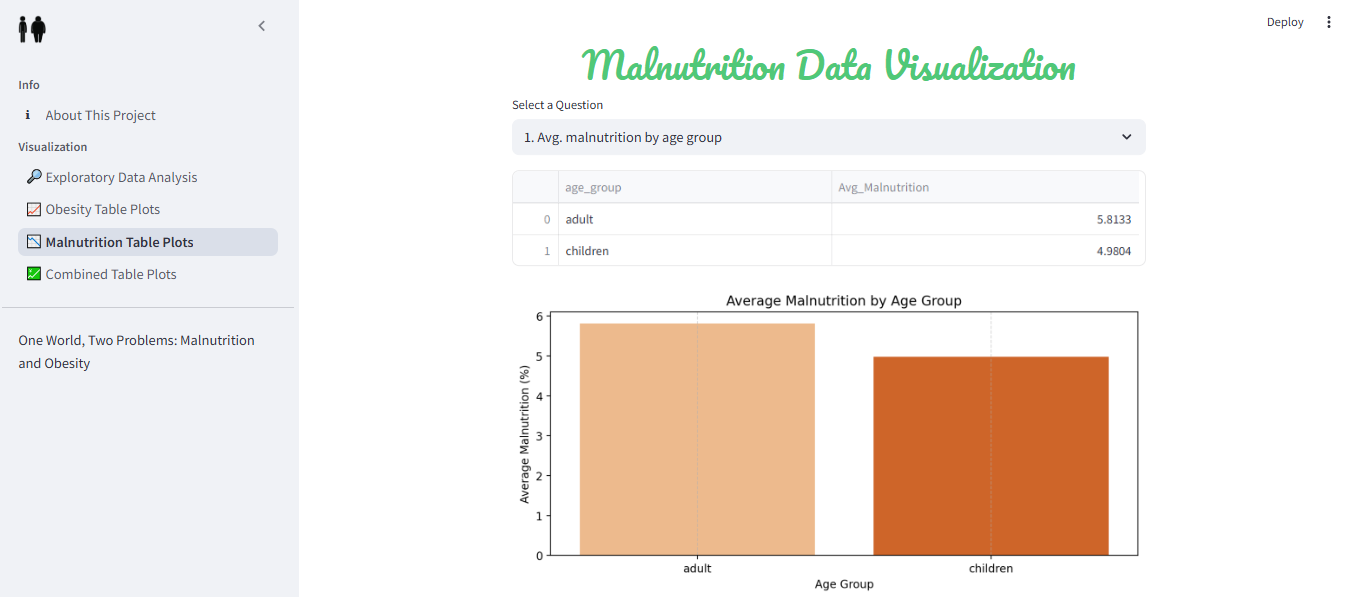 Deploy
Info
i About This Project
Visualization
Exploratory Data Analysis
Obesity Table Plots
Malnutrition Table Plots
Combined Table Plots
One World, Two Problems: Malnutrition
and Obesity
Malnutrition Data Visualization
Select a Question
1. Avg. malnutrition by age group
age_group Avg_Malnutrition
0 adult 5.8133
1 children 4.9804
Average Malnutrition by Age Group
Average Malnutrition (%)
6
5
4
3
2
1
0
adult children
Age Group